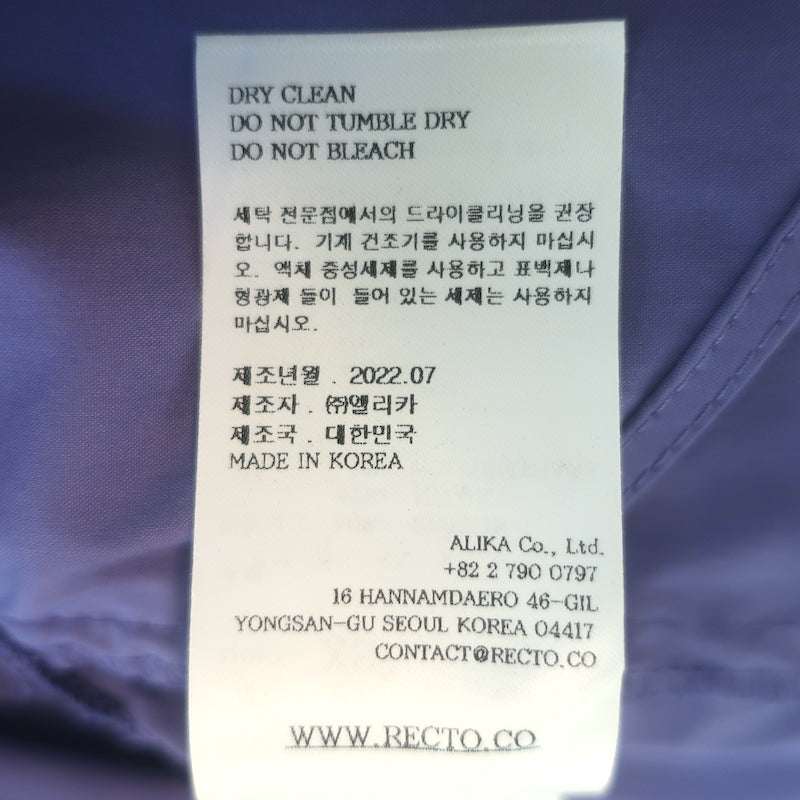 DRY CLEAN
DO NOT TUMBLE DRY
DO NOT BLEACH
세탁 전문점에서의 드라이클리닝을 권장
합니다. 기계 건조기를 사용하지 마십시
오. 액체 중성세제를 사용하고 표백제나
형광제 들이 들어 있는 세제는 사용하지
마십시오.
제조년월 . 2022.07
제조자 . ㈜엘리카
제조국 . 대한민국
MADE IN KOREA
ALIKA Co., Ltd.
+82 2 790 0797
16 HANNAMDAERO 46-GIL
YONGSAN-GU SEOUL KOREA 04417
CONTACT@RECTO.CO
WWW.RECTO.CO